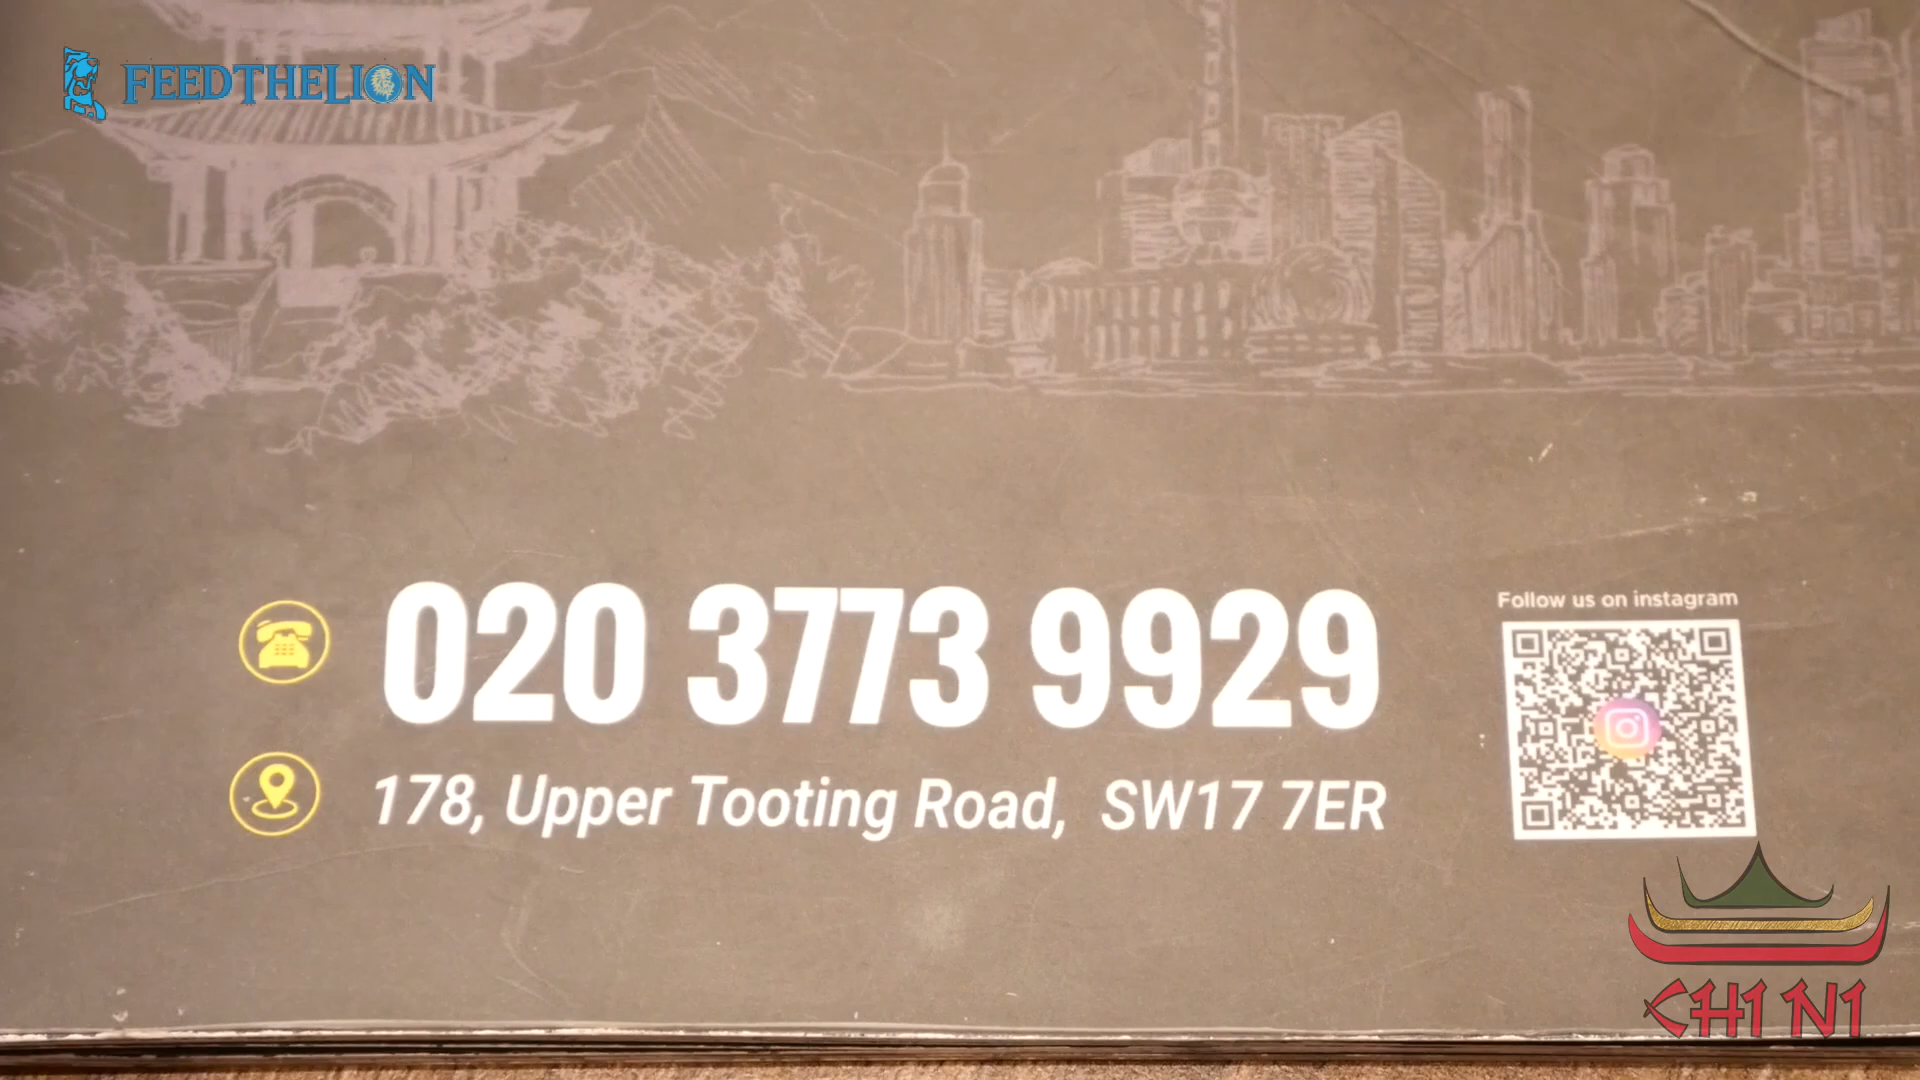 FEEDTHELION
020 3773 9929
178, Upper Tooting Road, SW17 7ER
Follow us on instagram
CHI NI